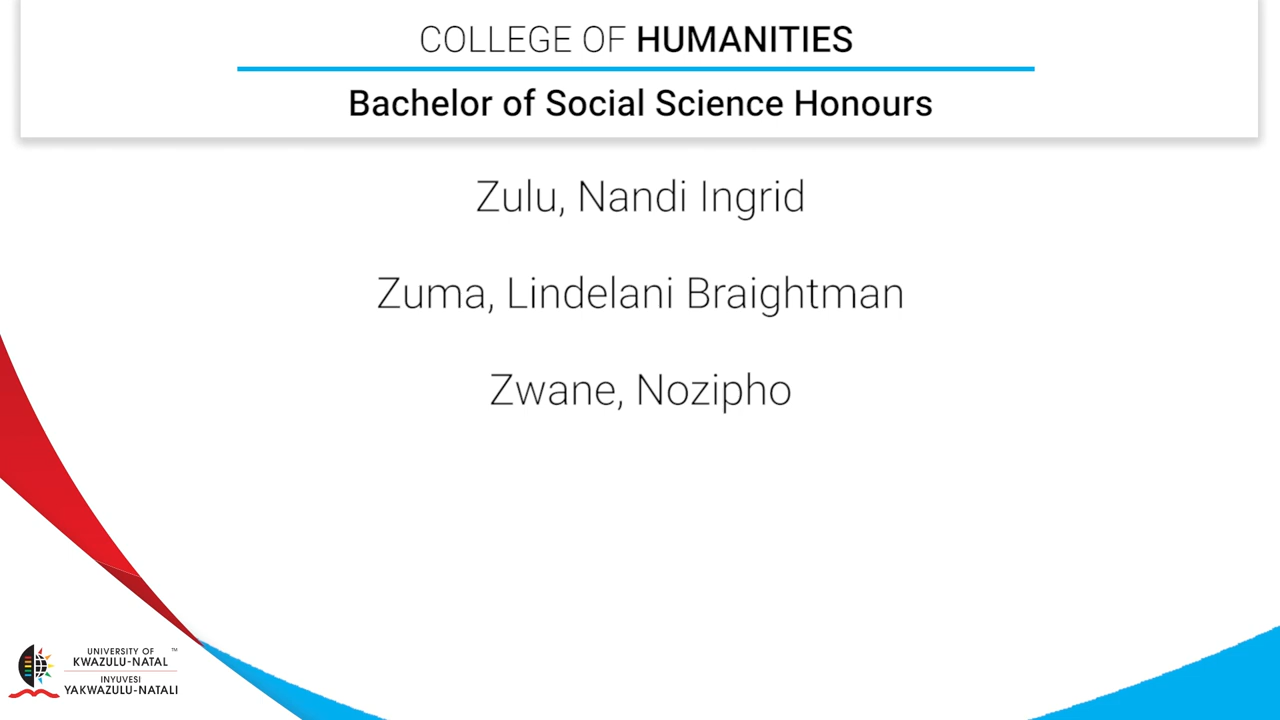 COLLEGE OF HUMANITIES
Bachelor of Social Science Honours
Zulu, Nandi Ingrid
Zuma, Lindelani Braightman
Zwane, Nozipho
UNIVERSITY OF ™
KWAZULU-NATAL
INYUVESI
YAKWAZULU-NATALI